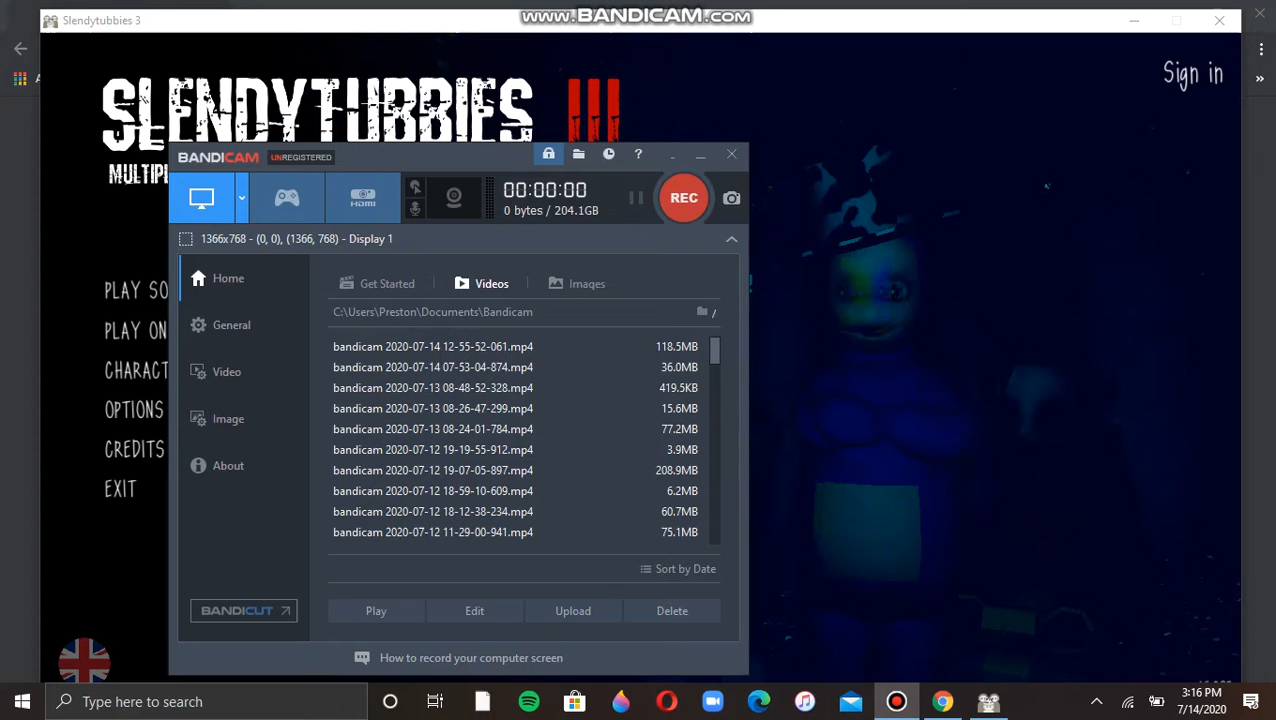 Slendytubbies 3
www.BANDICAM.com
Sign in
SLENDYTUBBIES III
MULTIPL
BANDICAM UNREGISTERED
?
HDMI
00:00:00
0 bytes / 204.1GB
REC
1366x768 - (0, 0), (1366, 768) - Display 1
PLAY SO
PLAY ON
CHARACT
OPTIONS
CREDITS
EXIT
Home
General
Video
Image
About
BANDICUT
Get Started
Videos
Images
C:\Users\Preston\Documents\Bandicam
/
bandicam 2020-07-14 12-55-52-061.mp4 118.5MB
bandicam 2020-07-14 07-53-04-874.mp4 36.0MB
bandicam 2020-07-13 08-48-52-328.mp4 419.5KB
bandicam 2020-07-13 08-26-47-299.mp4 15.6MB
bandicam 2020-07-13 08-24-01-784.mp4 77.2MB
bandicam 2020-07-12 19-19-55-912.mp4 3.9MB
bandicam 2020-07-12 19-07-05-897.mp4 208.9MB
bandicam 2020-07-12 18-59-10-609.mp4 6.2MB
bandicam 2020-07-12 18-12-38-234.mp4 60.7MB
bandicam 2020-07-12 11-29-00-941.mp4 75.1MB
Sort by Date
Play Edit Upload Delete
How to record your computer screen
Type here to search
3:16 PM
7/14/2020